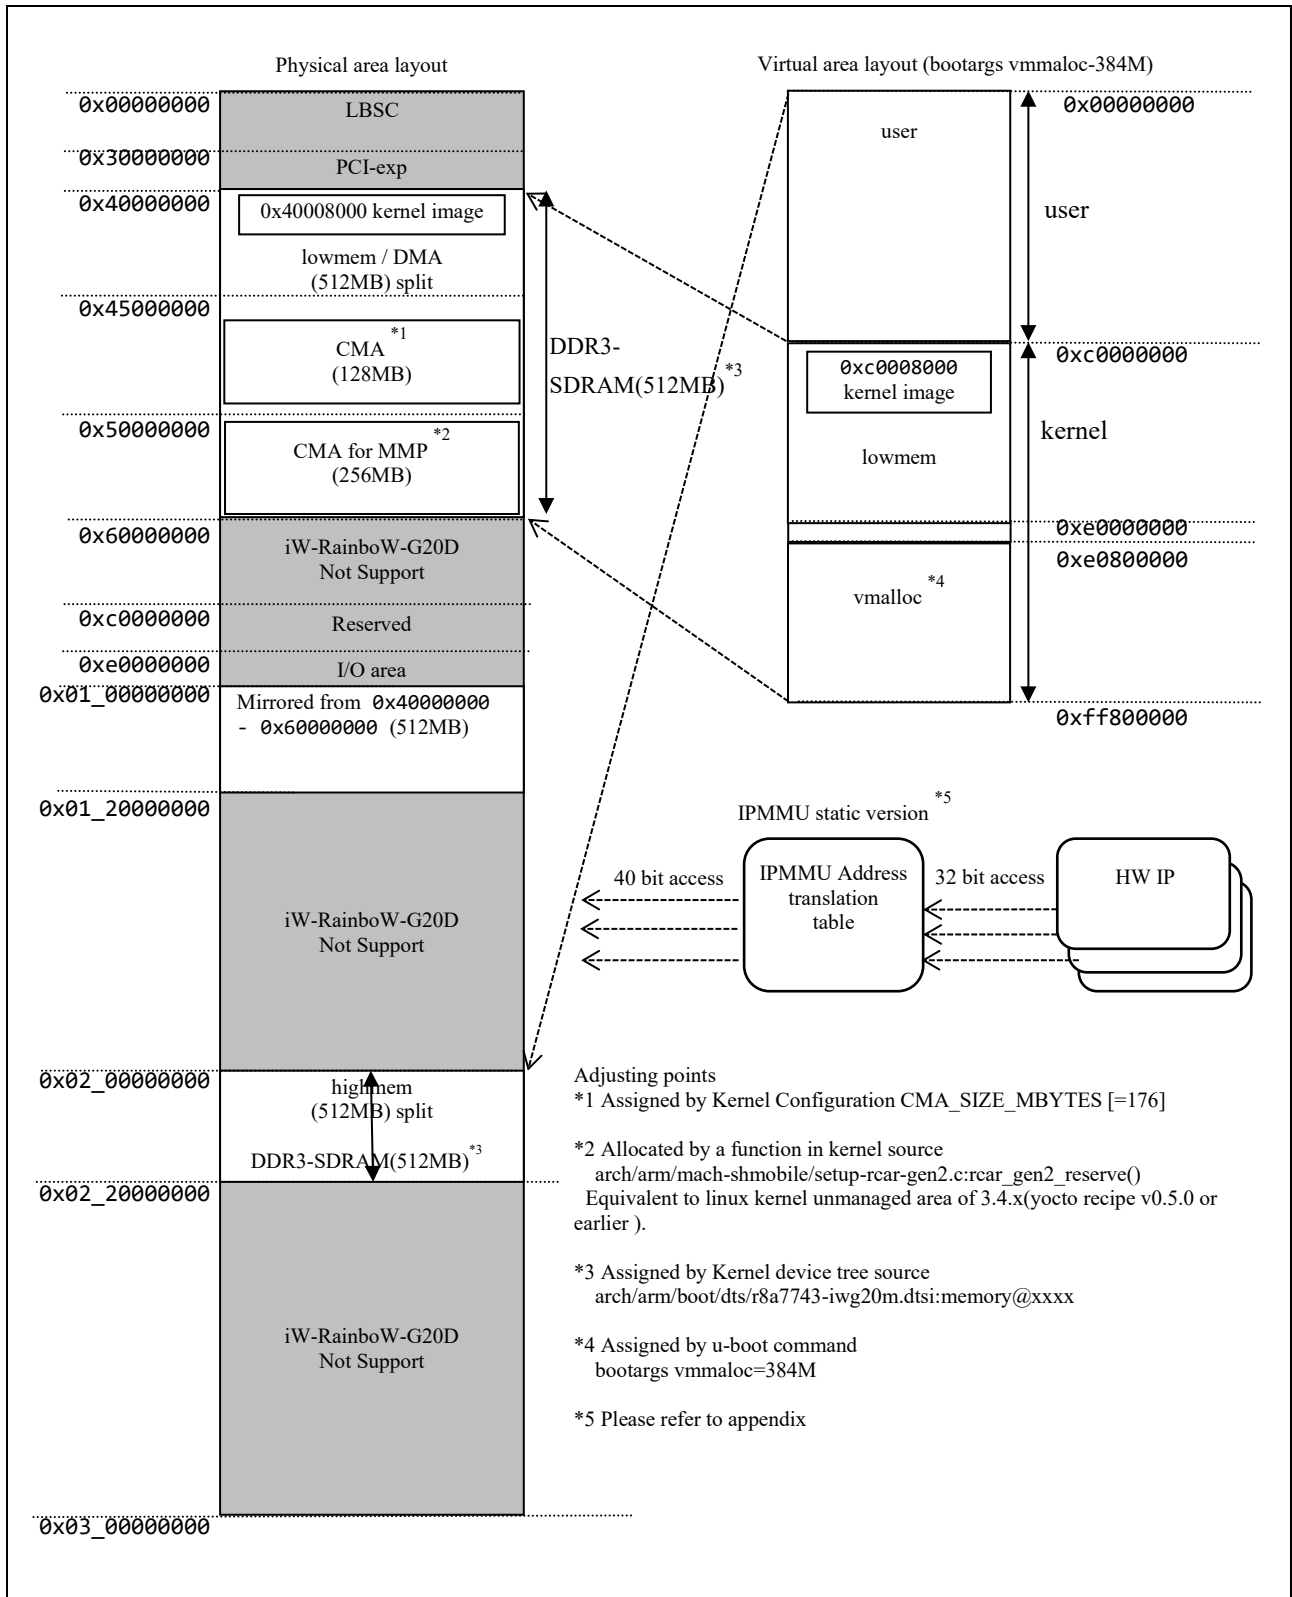 Physical area layout
0x00000000
LBSC
0x30000000
PCI-exp
0x40000000
0x40008000 kernel image
lowmem / DMA
(512MB) split
0x45000000
CMA *1
(128MB)
DDR3-
SDRAM(512MB)*3
0x50000000
CMA for MMP *2
(256MB)
0x60000000
iW-RainboW-G20D
Not Support
0xc0000000
Reserved
0xe0000000
I/O area
0x01_00000000
Mirrored from 0x40000000
- 0x60000000 (512MB)
0x01_20000000
iW-RainboW-G20D
Not Support
0x02_00000000
highmem
(512MB) split
DDR3-SDRAM(512MB)*3
0x02_20000000
iW-RainboW-G20D
Not Support
0x03_00000000
Virtual area layout (bootargs vmmaloc-384M)
0x00000000
user
user
0xc0000000
0xc0008000
kernel image
kernel
lowmem
0xe0000000
0xe0800000
vmalloc *4
0xff800000
IPMMU static version *5
40 bit access
IPMMU Address
translation
table
32 bit access
HW IP
Adjusting points
*1 Assigned by Kernel Configuration CMA_SIZE_MBYTES [=176]
*2 Allocated by a function in kernel source
arch/arm/mach-shmobile/setup-rcar-gen2.c:rcar_gen2_reserve()
Equivalent to linux kernel unmanaged area of 3.4.x(yocto recipe v0.5.0 or
earlier ).
*3 Assigned by Kernel device tree source
arch/arm/boot/dts/r8a7743-iwg20m.dtsi:memory@xxxx
*4 Assigned by u-boot command
bootargs vmmaloc=384M
*5 Please refer to appendix